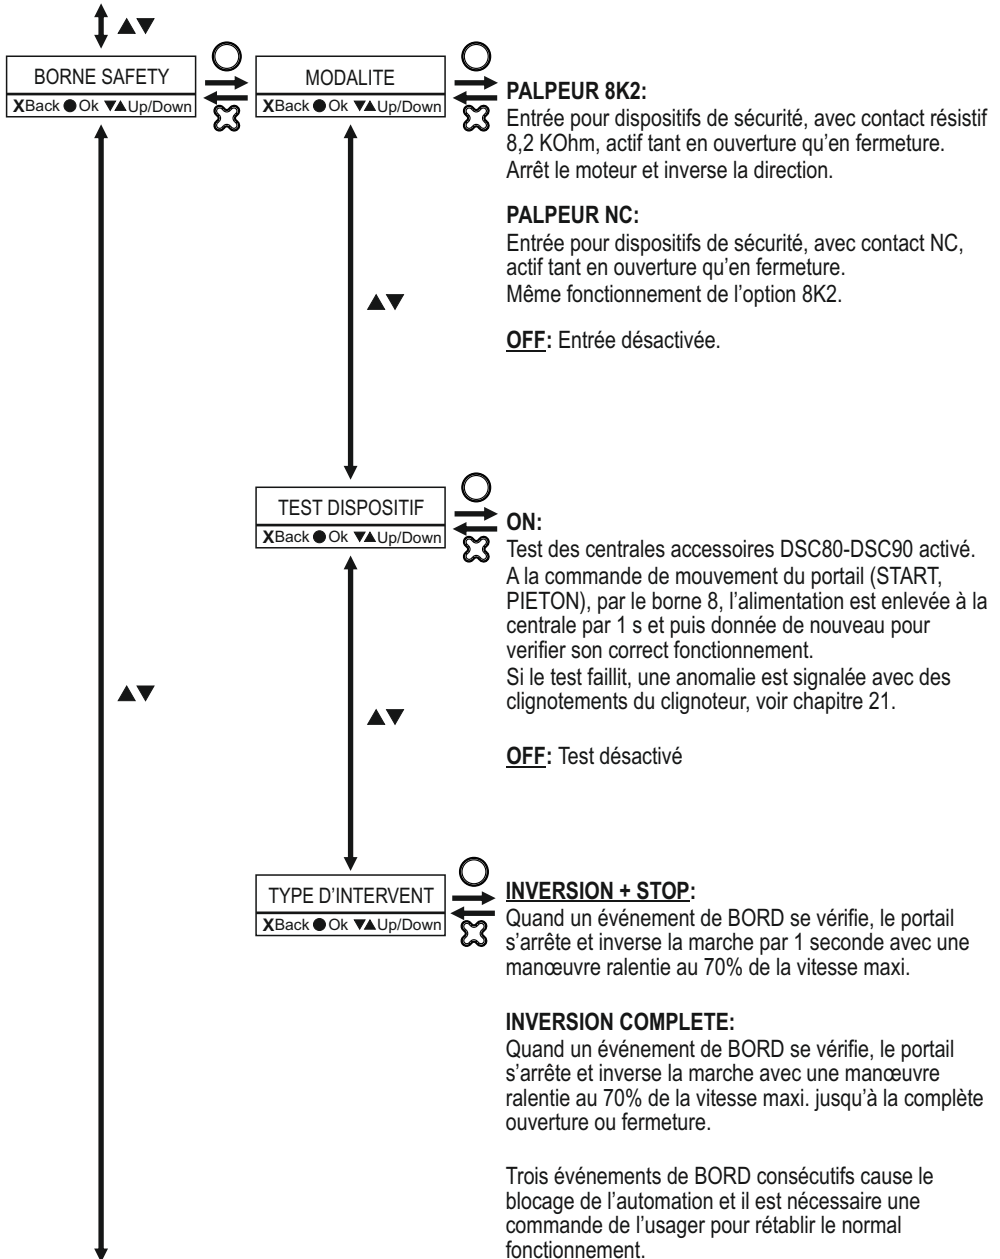 ▲▼
BORNE SAFETY
XBack ● Ok ▼▲Up/Down
MODALITE
XBack ● Ok ▼▲Up/Down
PALPEUR 8K2:
Entrée pour dispositifs de sécurité, avec contact résistif
8,2 KOhm, actif tant en ouverture qu'en fermeture.
Arrêt le moteur et inverse la direction.
PALPEUR NC:
Entrée pour dispositifs de sécurité, avec contact NC,
actif tant en ouverture qu'en fermeture.
Même fonctionnement de l'option 8K2.
OFF: Entrée désactivée.
▲▼
TEST DISPOSITIF
XBack ● Ok ▼▲Up/Down
ON:
Test des centrales accessoires DSC80-DSC90 activé.
A la commande de mouvement du portail (START,
PIETON), par le borne 8, l'alimentation est enlevée à la
centrale par 1 s et puis donnée de nouveau pour
verifier son correct fonctionnement.
Si le test faillit, une anomalie est signalée avec des
clignotements du clignoteur, voir chapitre 21.
OFF: Test désactivé
▲▼
▲▼
TYPE D'INTERVENT
XBack ● Ok ▼▲Up/Down
INVERSION + STOP:
Quand un événement de BORD se vérifie, le portail
s'arrête et inverse la marche par 1 seconde avec une
manœuvre ralentie au 70% de la vitesse maxi.
INVERSION COMPLETE:
Quand un événement de BORD se vérifie, le portail
s'arrête et inverse la marche avec une manœuvre
ralentie au 70% de la vitesse maxi. jusqu'à la complète
ouverture ou fermeture.
Trois événements de BORD consécutifs cause le
blocage de l'automation et il est nécessaire une
commande de l'usager pour rétablir le normal
fonctionnement.